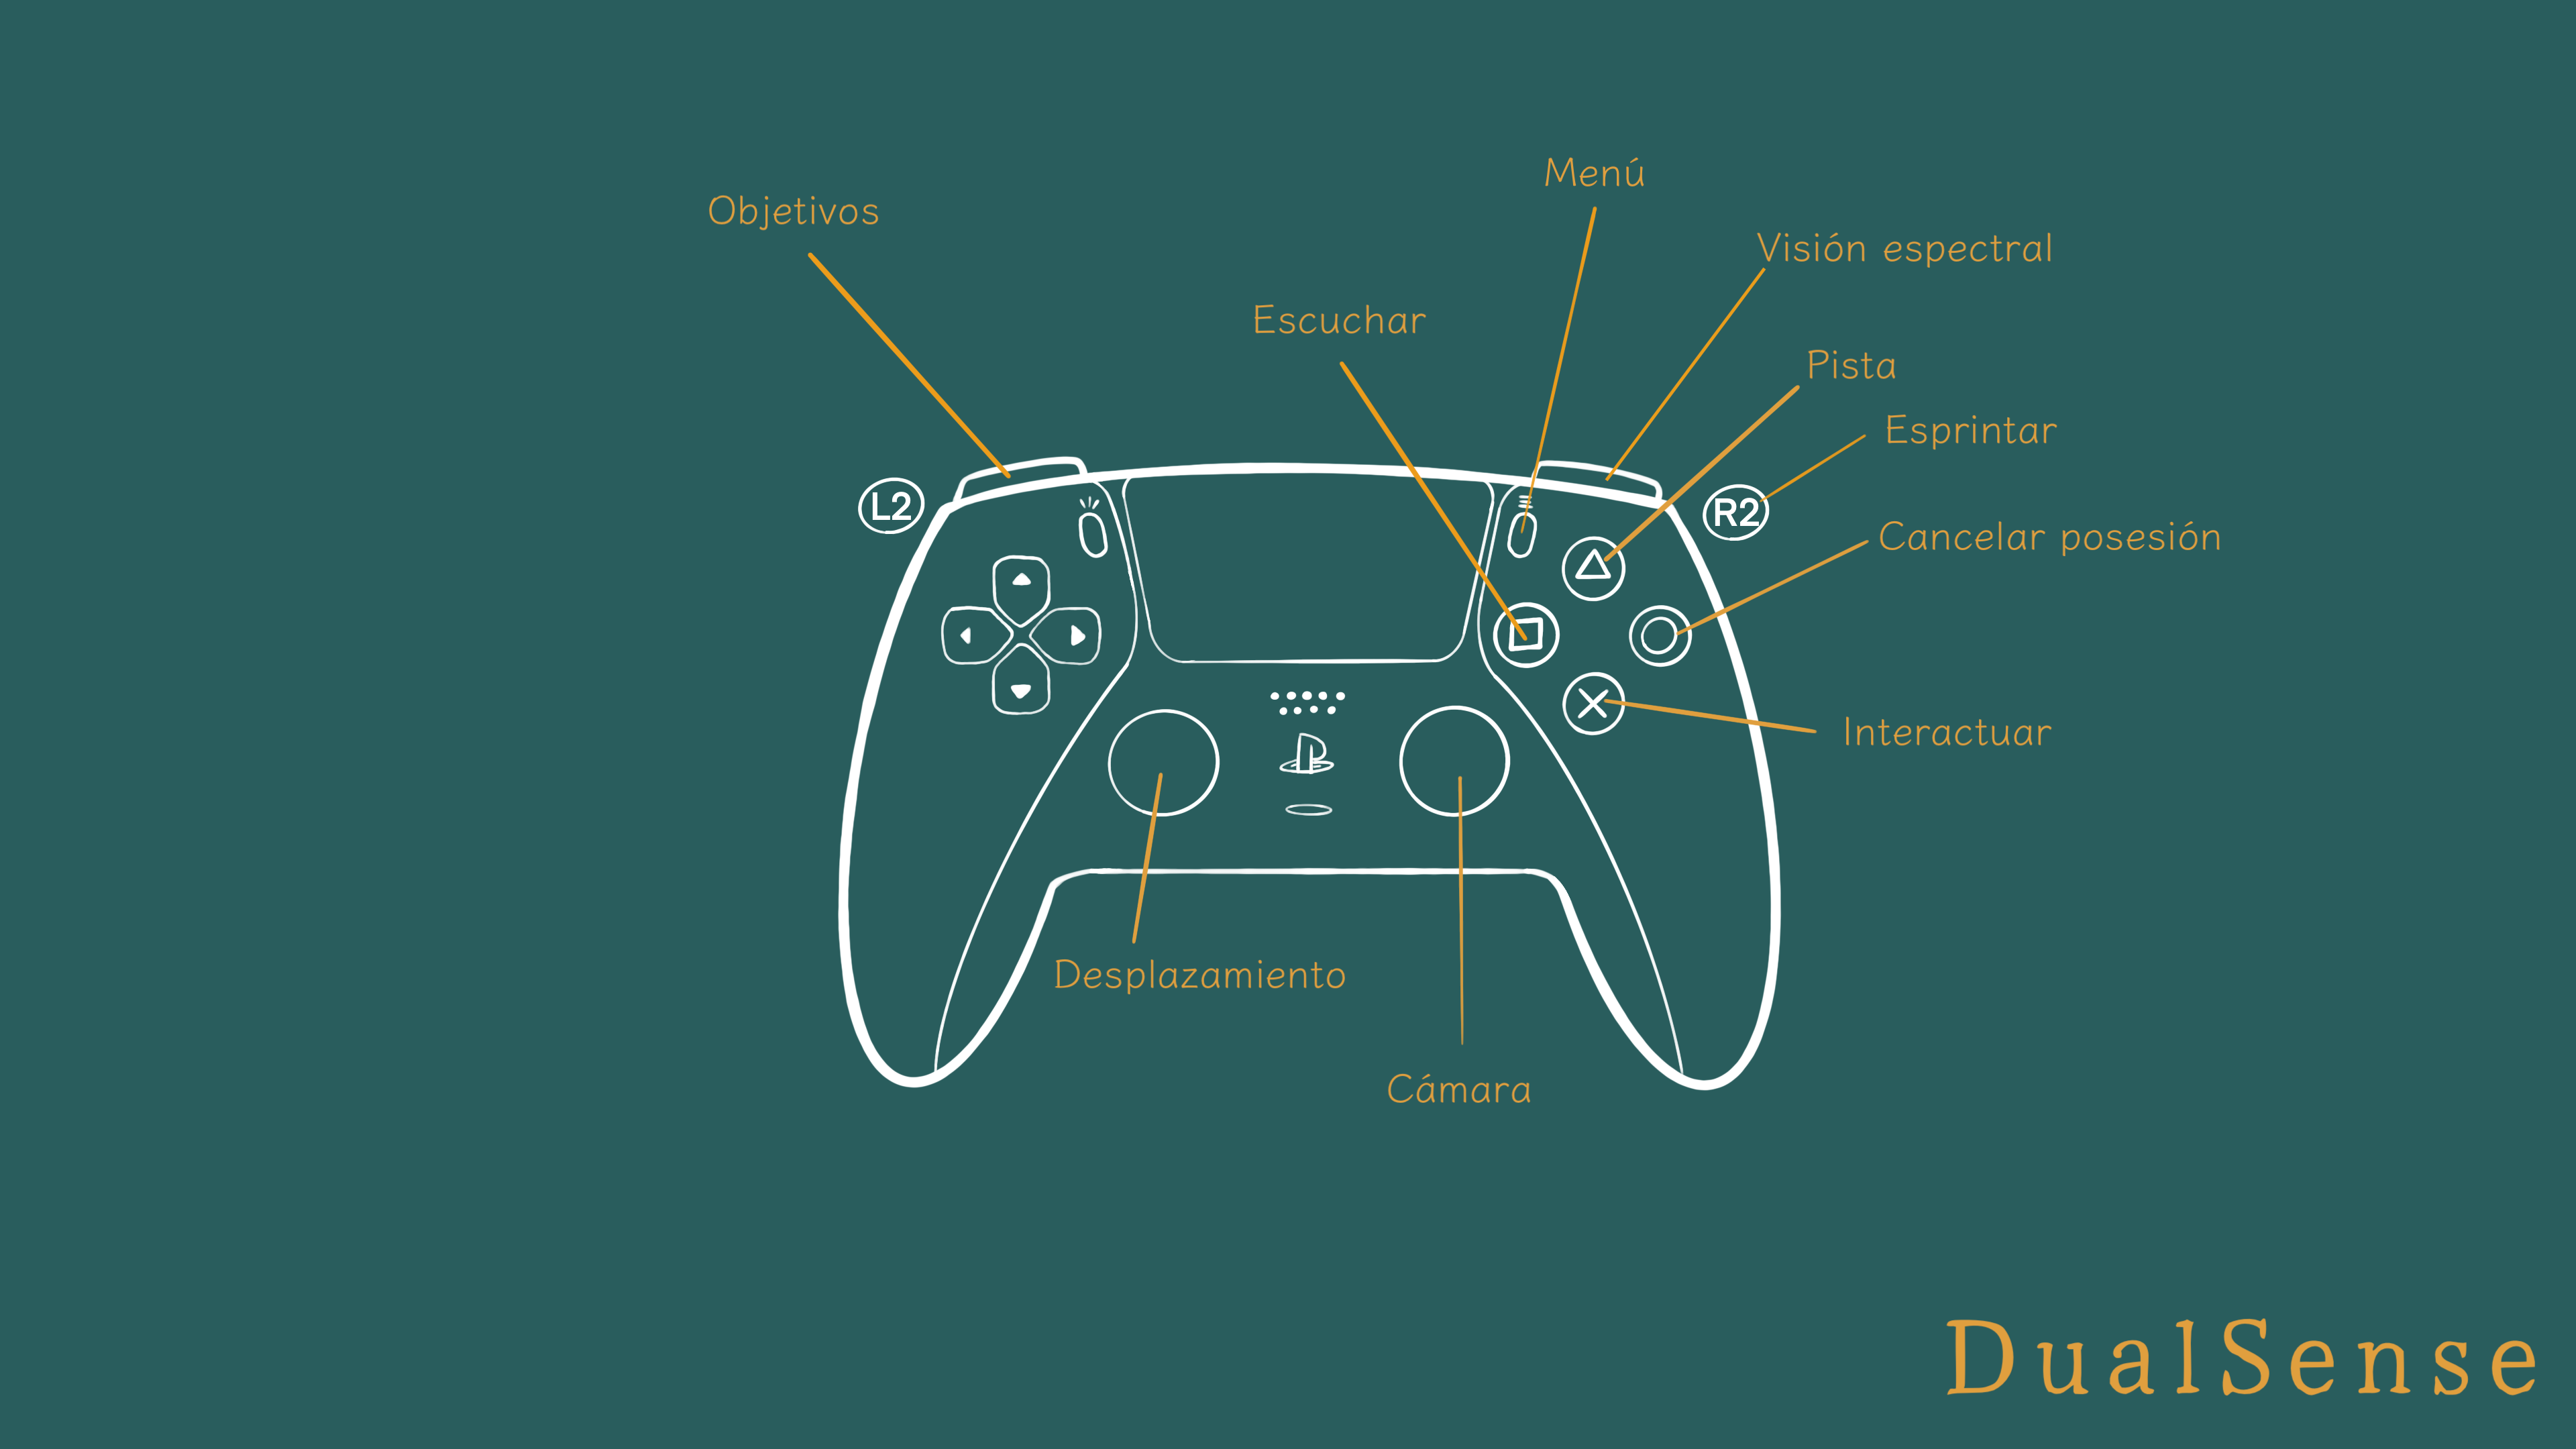 Menú
Objetivos
Visión espectral
Escuchar
Pista
Esprintar
L2
R2
Cancelar posesión
Interactuar
Desplazamiento
Cámara
DualSense